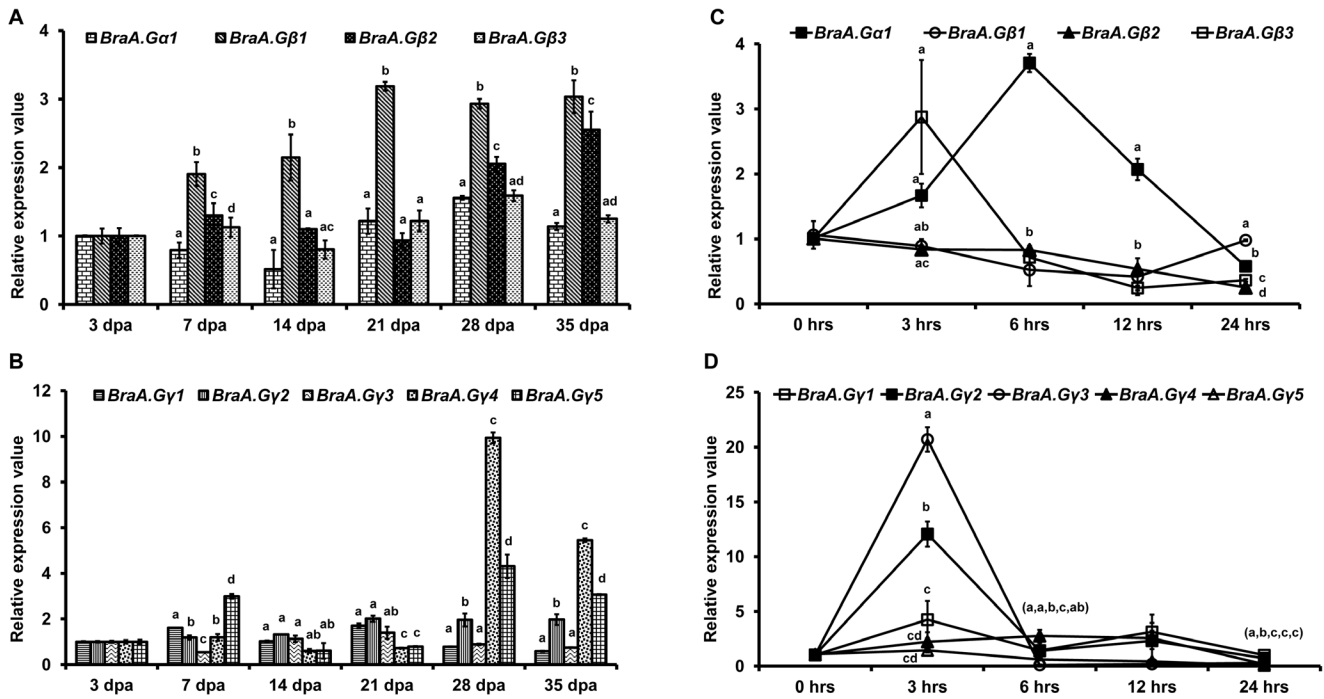 A
BraA.Gα1 BraA.Gβ1 BraA.Gβ2 BraA.Gβ3
Relative expression value
4
3
2
1
0
a b c d
a b a ac
a b a a
a b c ad
a b c ad
3 dpa 7 dpa 14 dpa 21 dpa 28 dpa 35 dpa
B
BraA.Gγ1 BraA.Gγ2 BraA.Gγ3 BraA.Gγ4 BraA.Gγ5
Relative expression value
12
10
8
6
4
2
0
a b c b d
a a a ab ab
a a ab c c
a b a c d
a b a c d
3 dpa 7 dpa 14 dpa 21 dpa 28 dpa 35 dpa
C
BraA.Gα1 BraA.Gβ1 BraA.Gβ2 BraA.Gβ3
Relative expression value
4
3
2
1
0
a
a
ab
ac
a
b
a
b
a
b
c
d
0 hrs 3 hrs 6 hrs 12 hrs 24 hrs
D
BraA.Gγ1 BraA.Gγ2 BraA.Gγ3 BraA.Gγ4 BraA.Gγ5
Relative expression value
25
20
15
10
5
0
a
b
c
cd
cd
(a,a,b,c,ab)
(a,b,c,c,c)
0 hrs 3 hrs 6 hrs 12 hrs 24 hrs